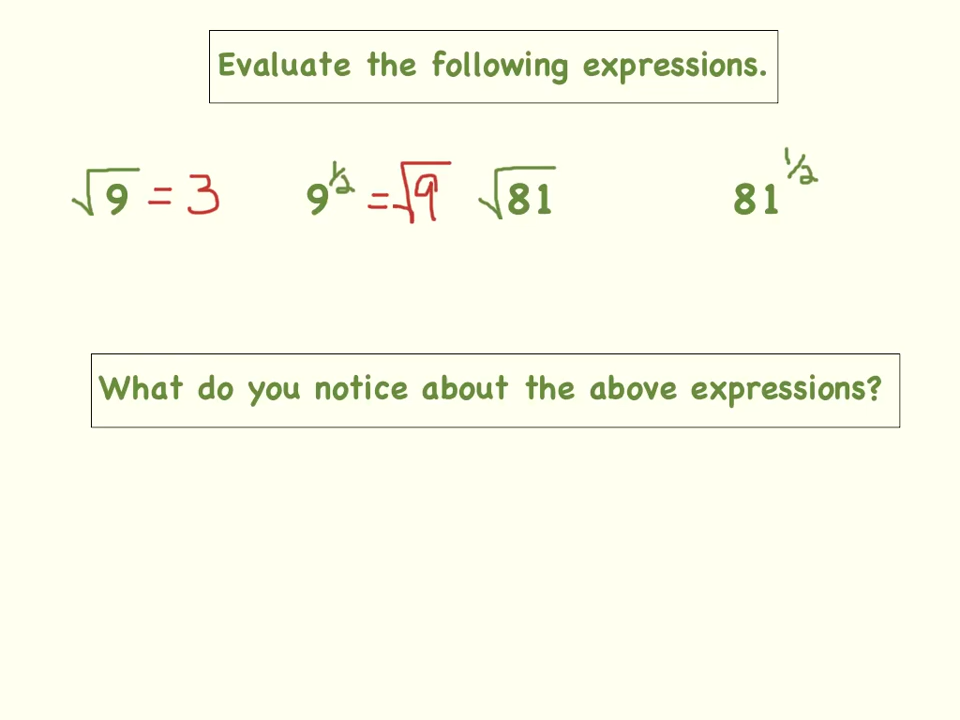 Evaluate the following expressions.
√9 = 3 9^1/2 = √9 √81 81^1/2
What do you notice about the above expressions?